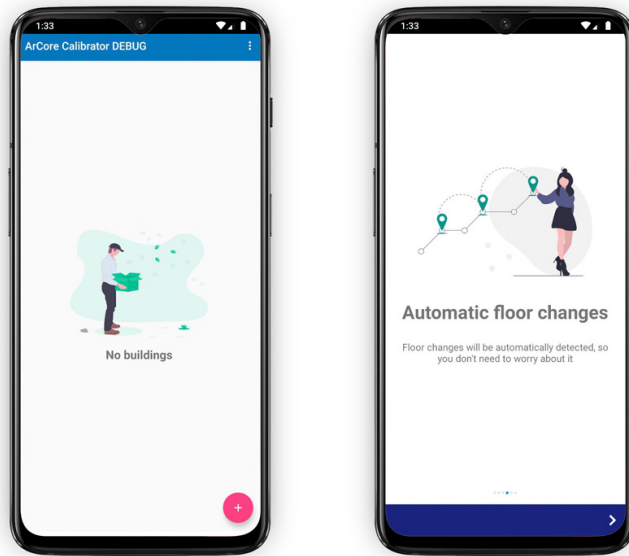 1:33
ArCore Calibrator DEBUG
No buildings
+
1:33
Automatic floor changes
Floor changes will be automatically detected, so
you don't need to worry about it